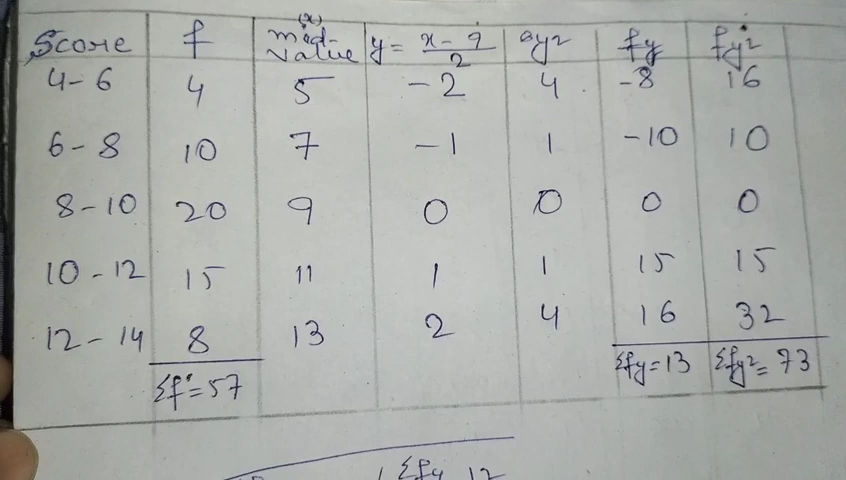 Score f (x) mid-value y = x - 9 / 2 y² fy fy²
4-6 4 5 -2 4 -8 16
6-8 10 7 -1 1 -10 10
8-10 20 9 0 0 0 0
10-12 15 11 1 1 15 15
12-14 8 13 2 4 16 32
Σf = 57 Σfy = 13 Σfy² = 73
Σfy